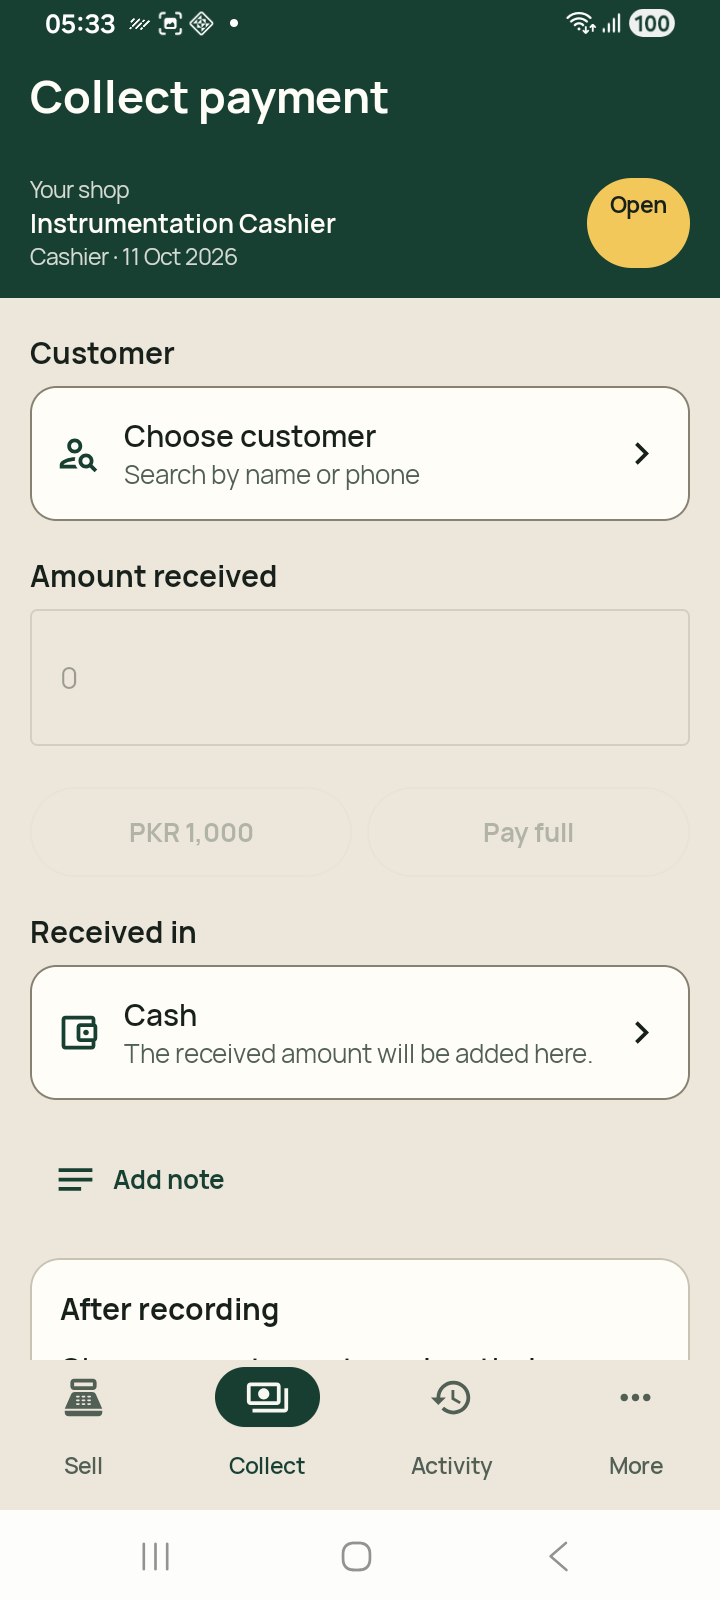 05:33
100
Collect payment
Your shop
Instrumentation Cashier
Cashier · 11 Oct 2026
Open
Customer
Choose customer
Search by name or phone
Amount received
0
PKR 1,000
Pay full
Received in
Cash
The received amount will be added here.
Add note
After recording
Sell
Collect
Activity
More